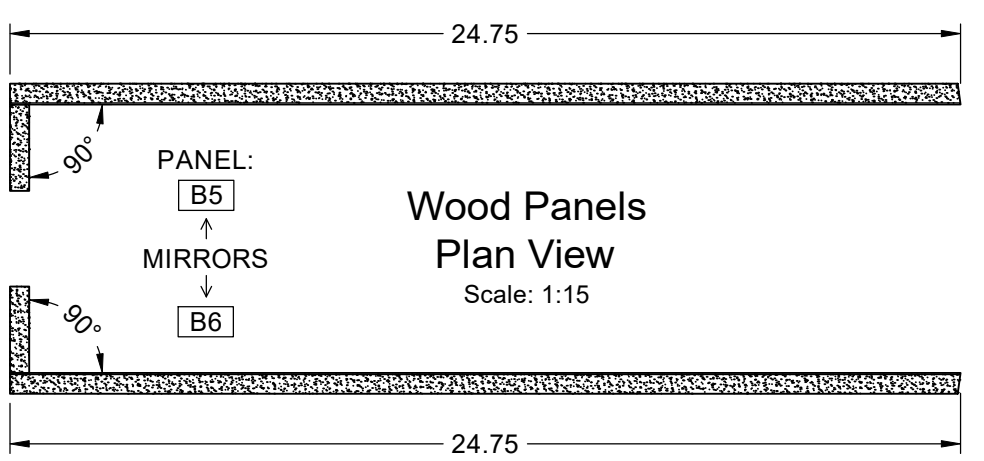 24.75
90°
PANEL:
B5
MIRRORS
B6
Wood Panels
Plan View
Scale: 1:15
90°
24.75